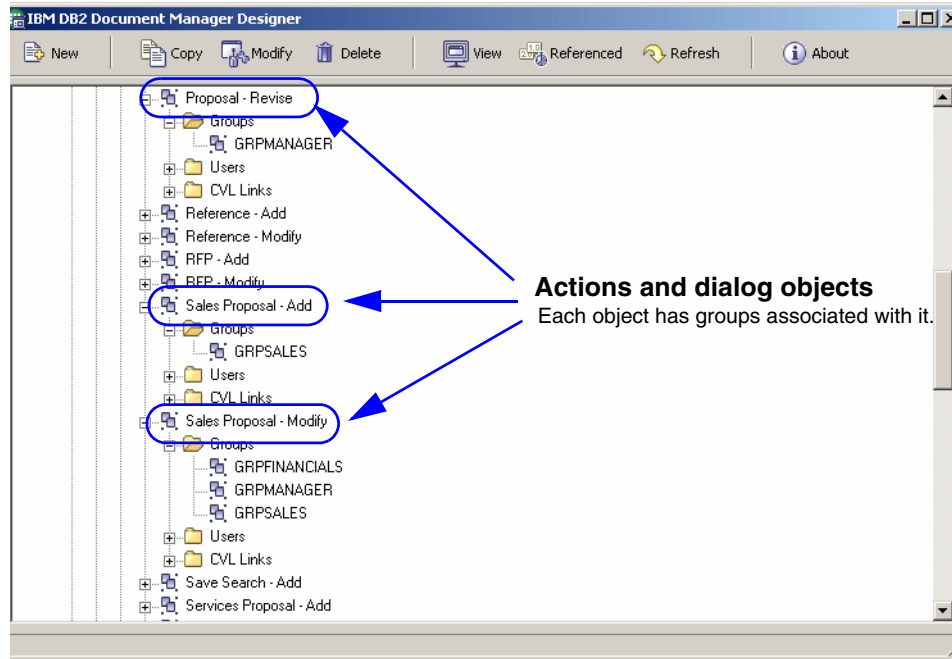 IBM DB2 Document Manager Designer
New Copy Modify Delete View Referenced Refresh About
Proposal - Revise
Groups
GRPMANAGER
Users
CVL Links
Reference - Add
Reference - Modify
RFP - Add
RFP - Modify
Sales Proposal - Add
Groups
GRPSALES
Users
CVL Links
Sales Proposal - Modify
Groups
GRPFINANCIALS
GRPMANAGER
GRPSALES
Users
CVL Links
Save Search - Add
Services Proposal - Add
Actions and dialog objects
Each object has groups associated with it.